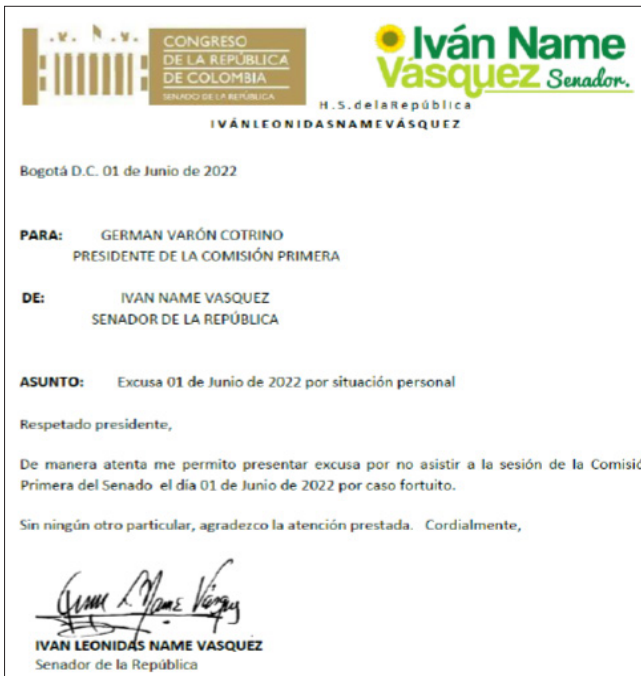 CONGRESO
DE LA REPÚBLICA
DE COLOMBIA
SENADO DE LA REPÚBLICA
Iván Name
Vásquez Senador.
H.S.delaRepública
IVÁNLEONIDASNAMEVÁSQUEZ
Bogotá D.C. 01 de Junio de 2022
PARA: GERMAN VARÓN COTRINO
PRESIDENTE DE LA COMISIÓN PRIMERA
DE: IVAN NAME VASQUEZ
SENADOR DE LA REPÚBLICA
ASUNTO: Excusa 01 de Junio de 2022 por situación personal
Respetado presidente,
De manera atenta me permito presentar excusa por no asistir a la sesión de la Comisió
Primera del Senado el día 01 de Junio de 2022 por caso fortuito.
Sin ningún otro particular, agradezco la atención prestada. Cordialmente,
IVAN LEONIDAS NAME VASQUEZ
Senador de la República